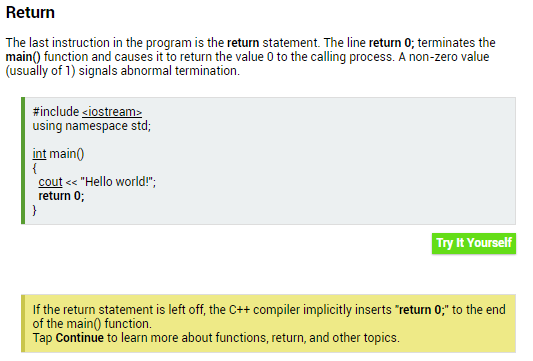 Return
The last instruction in the program is the return statement. The line return 0; terminates the
main() function and causes it to return the value 0 to the calling process. A non-zero value
(usually of 1) signals abnormal termination.
#include <iostream>
using namespace std;
int main()
{
cout << "Hello world!";
return 0;
}
Try It Yourself
If the return statement is left off, the C++ compiler implicitly inserts "return 0;" to the end
of the main() function.
Tap Continue to learn more about functions, return, and other topics.